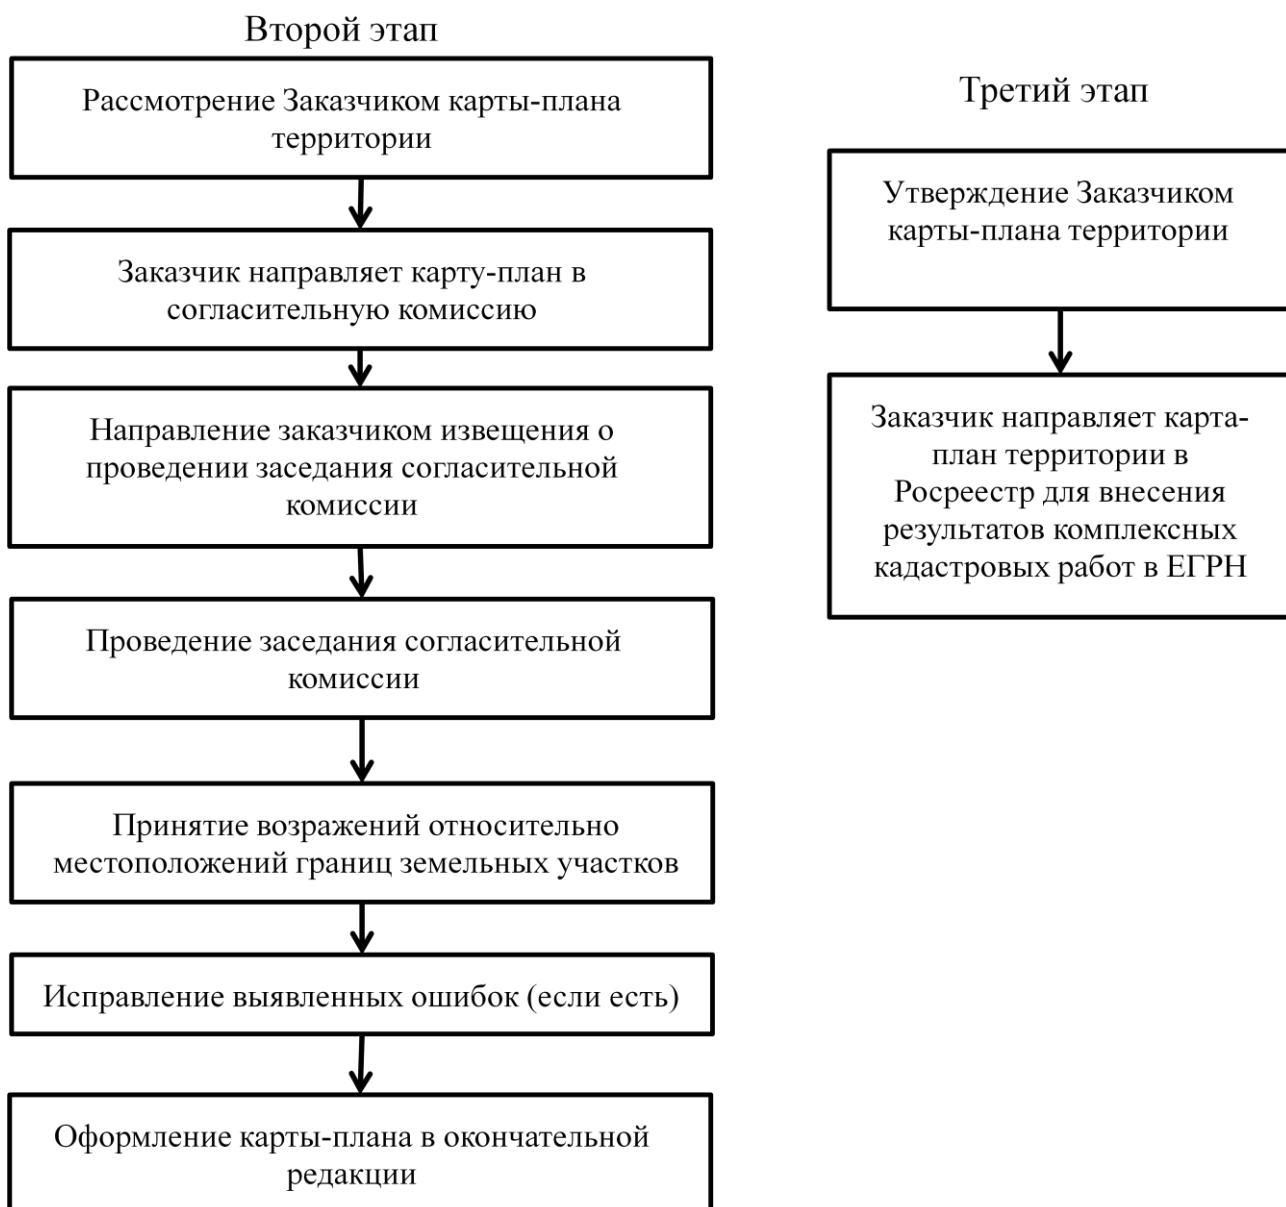 Второй этап
Рассмотрение Заказчиком карты-плана
территории
Заказчик направляет карту-план в
согласительную комиссию
Направление заказчиком извещения о
проведении заседания согласительной
комиссии
Проведение заседания согласительной
комиссии
Принятие возражений относительно
местоположений границ земельных участков
Исправление выявленных ошибок (если есть)
Оформление карты-плана в окончательной
редакции
Третий этап
Утверждение Заказчиком
карты-плана территории
Заказчик направляет карта-
план территории в
Росреестр для внесения
результатов комплексных
кадастровых работ в ЕГРН